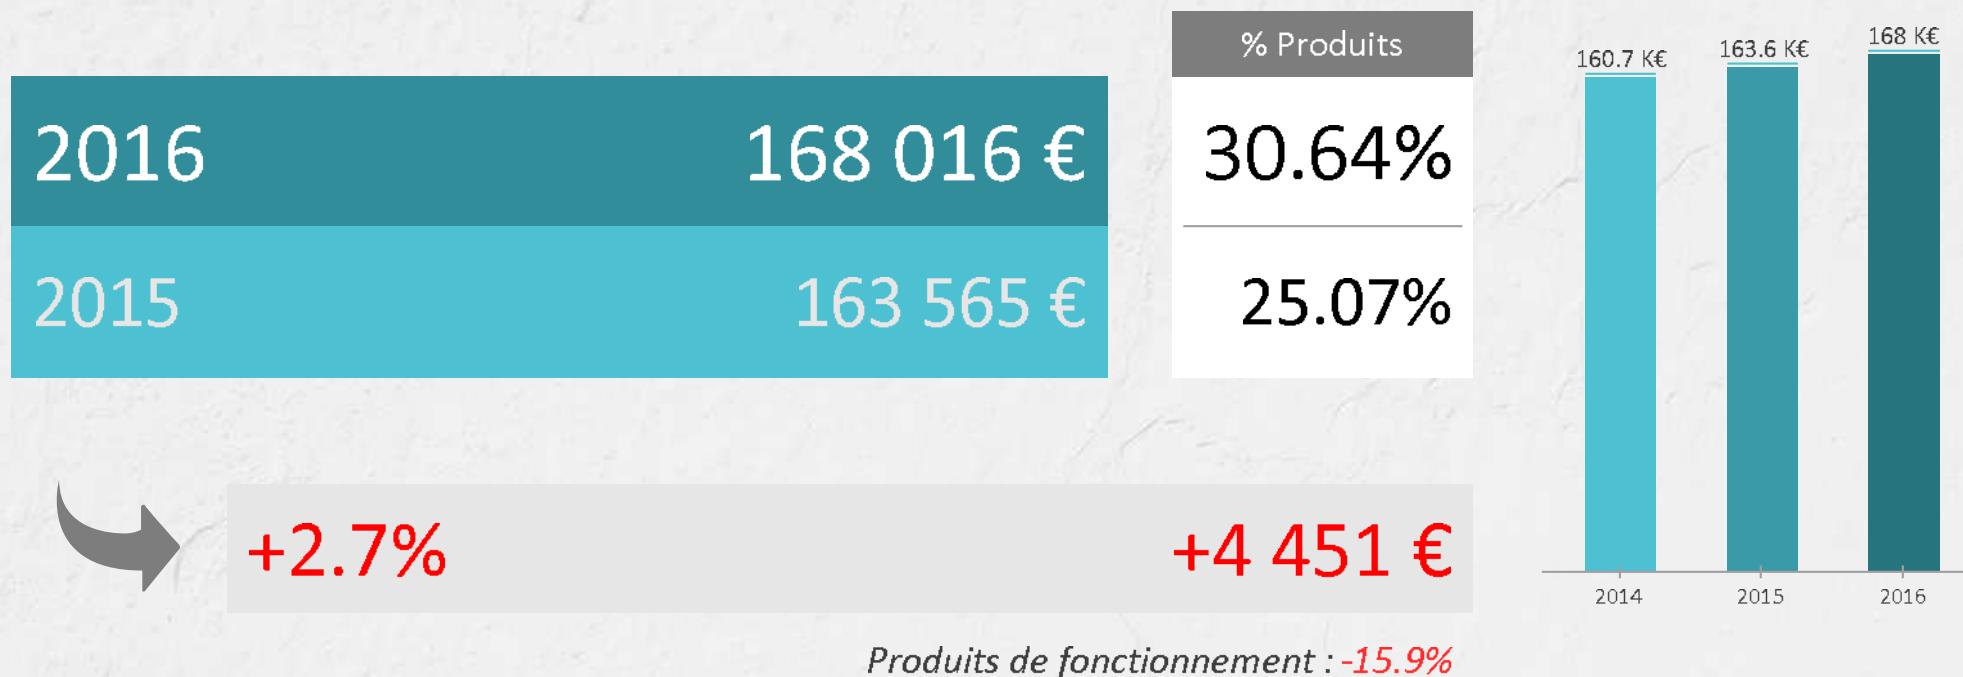 % Produits
2016 168 016 € 30.64%
2015 163 565 € 25.07%
+2.7% +4 451 €
Produits de fonctionnement : -15.9%
160.7 K€ 163.6 K€ 168 K€
2014 2015 2016